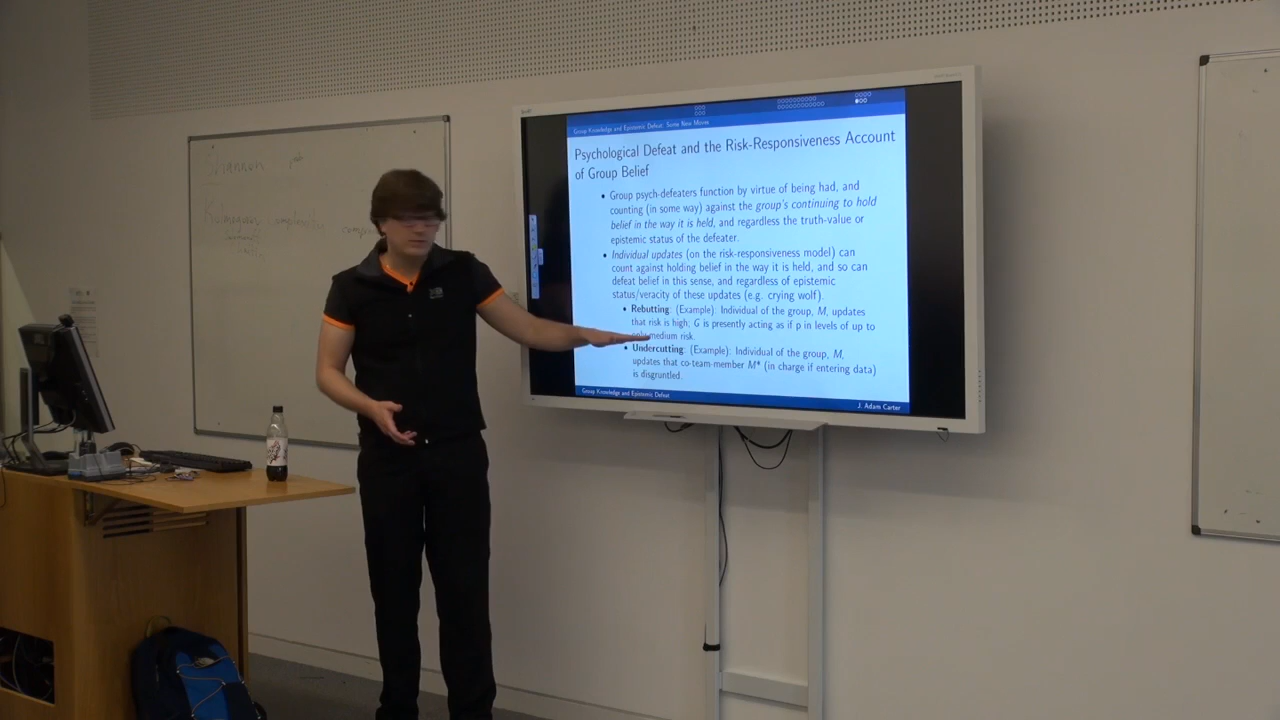 Shannon
Kolmogorov complexity
Group Knowledge and Epistemic Defeat: Some New Moves
Psychological Defeat and the Risk-Responsiveness Account
of Group Belief
• Group psych-defeaters function by virtue of being had, and
counting (in some way) against the group's continuing to hold
belief in the way it is held, and regardless the truth-value or
epistemic status of the defeater.
• Individual updates (on the risk-responsiveness model) can
count against holding belief in the way it is held, and so can
defeat belief in this sense, and regardless of epistemic
status/veracity of these updates (e.g. crying wolf).
• Rebutting: (Example): Individual of the group, M, updates
that risk is high; G is presently acting as if p in levels of up to
only medium risk.
• Undercutting: (Example): Individual of the group, M,
updates that co-team-member M* (in charge if entering data)
is disgruntled.
Group Knowledge and Epistemic Defeat
J. Adam Carter